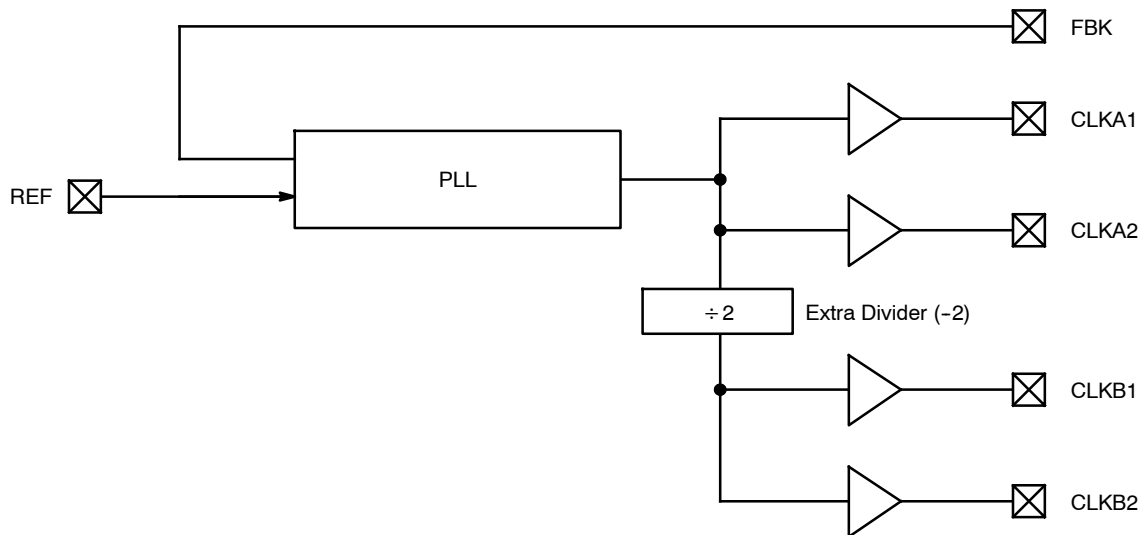 FBK
CLKA1
PLL
REF
CLKA2
÷2
Extra Divider (-2)
CLKB1
CLKB2